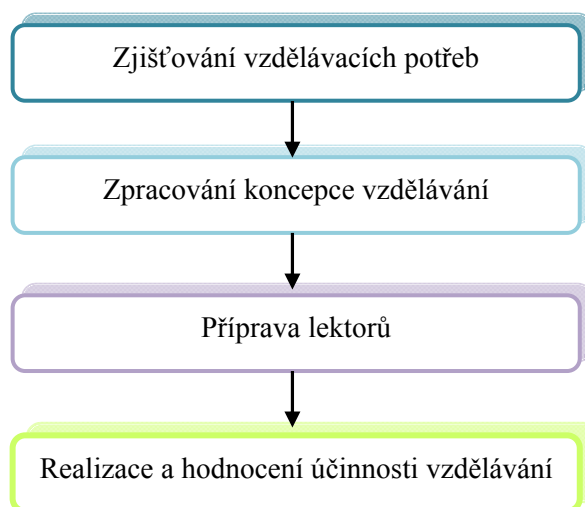 Zjišťování vzdělávacích potřeb
Zpracování koncepce vzdělávání
Příprava lektorů
Realizace a hodnocení účinnosti vzdělávání